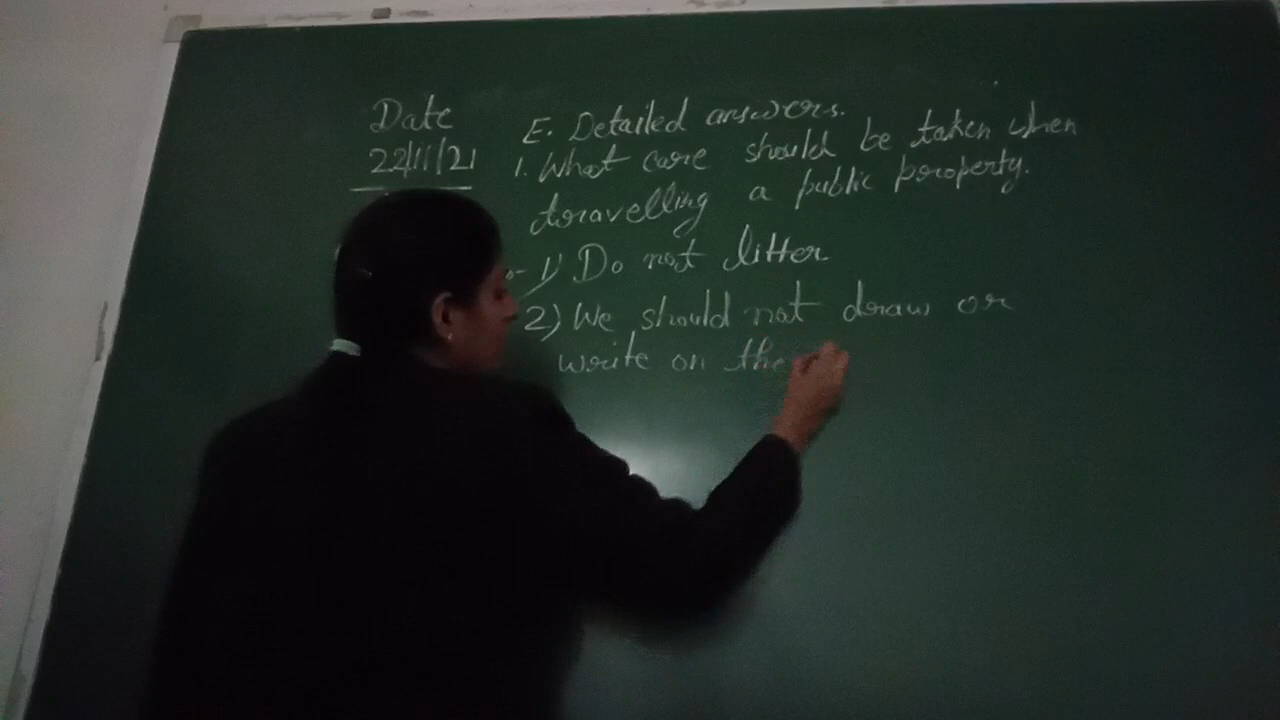 Date
22/11/21
E. Detailed answers.
1. What care should be taken when
travelling a public property.
1) Do not litter
2) We should not draw or
write on the